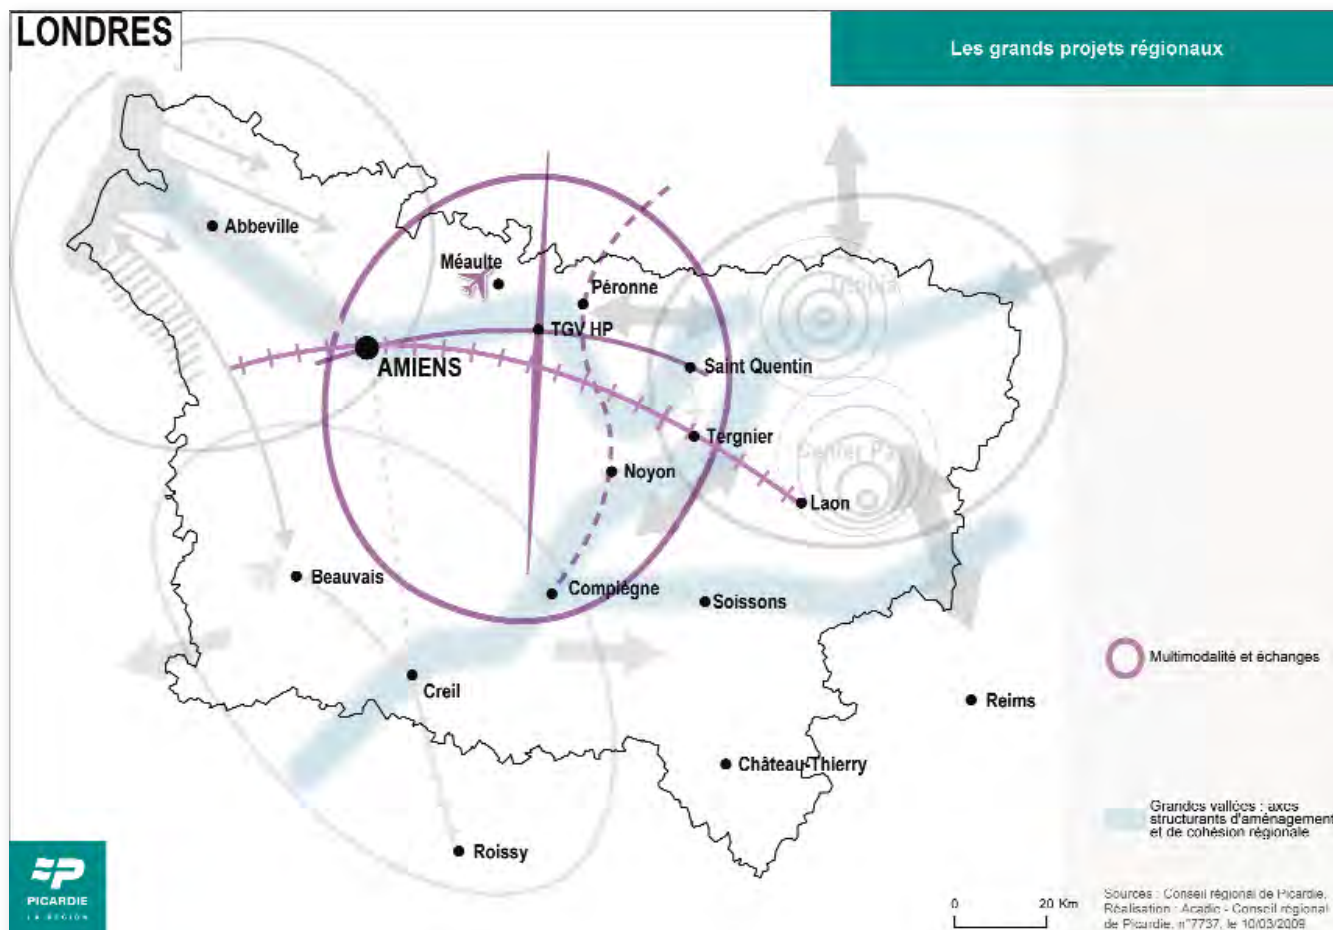 LONDRES
Les grands projets régionaux
Abbeville
Méaulte
Péronne
TGV HP
AMIENS
Saint Quentin
Tergnier
Noyon
Laon
Beauvais
Compiègne
Soissons
Creil
Multimodalité et échanges
Reims
Château-Thierry
Grandes vallées : axes
structurants d'aménagement
et de cohésion régionale
Roissy
PICARDIE
LA RÉGION
0 20 Km
Sources : Conseil régional de Picardie.
Réalisation : Acadie - Conseil régional
de Picardie, n°7737, le 10/03/2009